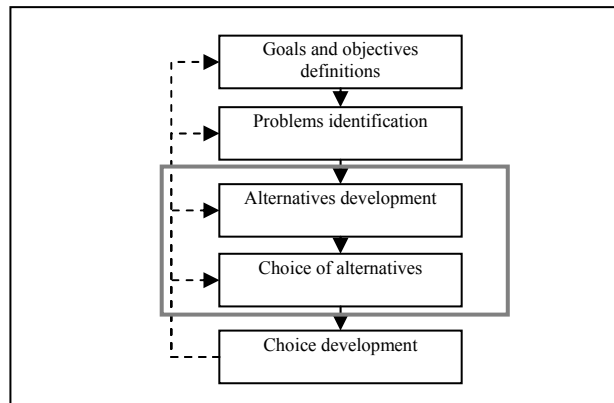 Goals and objectives
definitions
Problems identification
Alternatives development
Choice of alternatives
Choice development